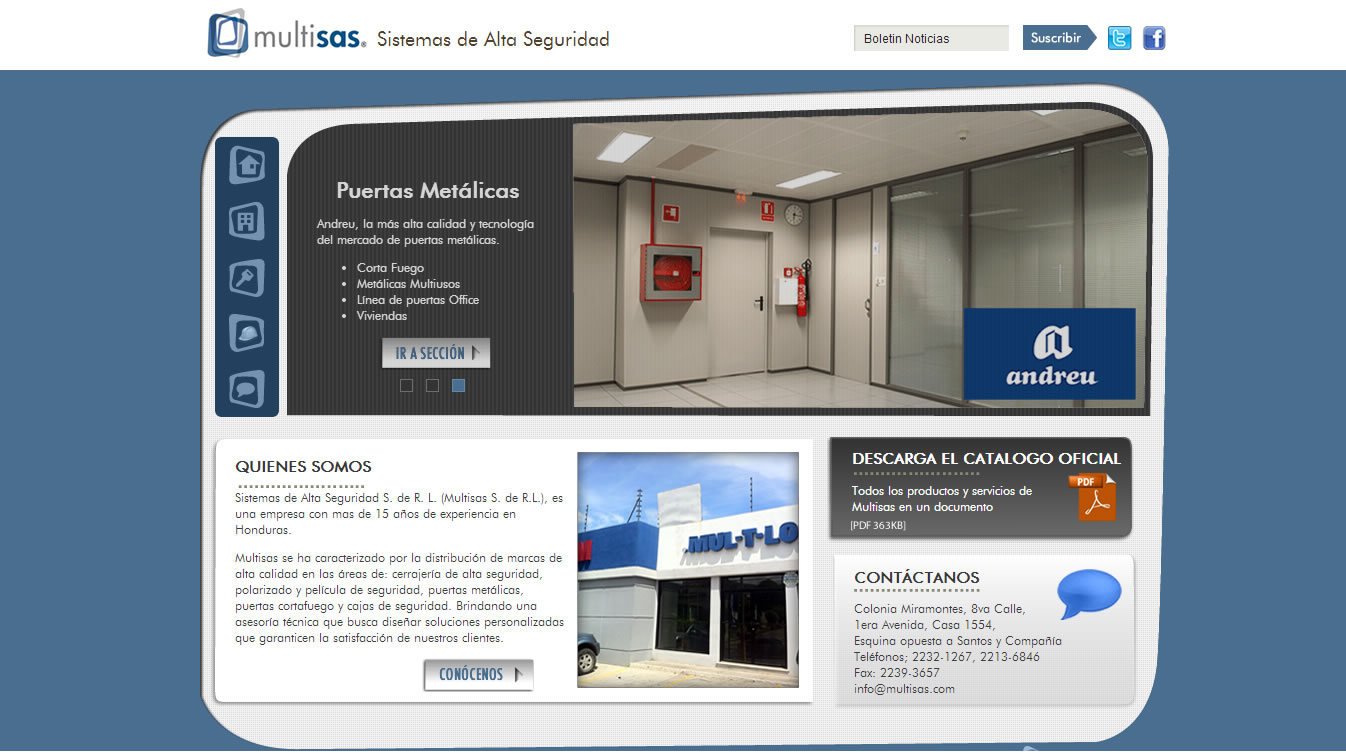 multisas® Sistemas de Alta Seguridad
Boletin Noticias
Suscribir
Puertas Metálicas
Andreu, la más alta calidad y tecnología
del mercado de puertas metálicas.
• Corta Fuego
• Metálicas Multiusos
• Línea de puertas Office
• Viviendas
IR A SECCIÓN
andreu
QUIENES SOMOS
Sistemas de Alta Seguridad S. de R. L. (Multisas S. de R.L.), es
una empresa con mas de 15 años de experiencia en
Honduras.
Multisas se ha caracterizado por la distribución de marcas de
alta calidad en las áreas de: cerrajería de alta seguridad,
polarizado y película de seguridad, puertas metálicas,
puertas cortafuego y cajas de seguridad. Brindando una
asesoría técnica que busca diseñar soluciones personalizadas
que garanticen la satisfacción de nuestros clientes.
CONÓCENOS
MUL-T-LO
DESCARGA EL CATALOGO OFICIAL
Todos los productos y servicios de
Multisas en un documento
[PDF 363KB]
PDF
CONTÁCTANOS
Colonia Miramontes, 8va Calle,
1era Avenida, Casa 1554,
Esquina opuesta a Santos y Compañía
Teléfonos; 2232-1267, 2213-6846
Fax: 2239-3657
info@multisas.com